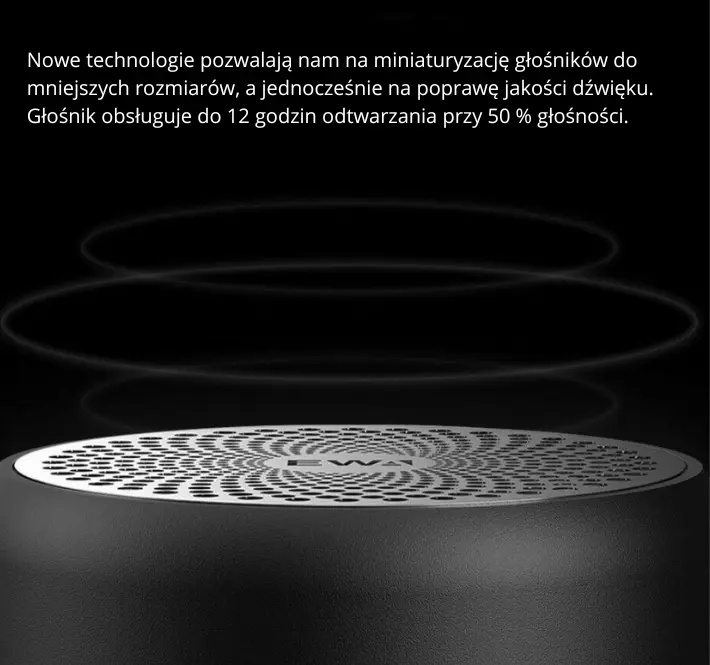 Nowe technologie pozwalają nam na miniaturyzację głośników do
mniejszych rozmiarów, a jednocześnie na poprawę jakości dźwięku.
Głośnik obsługuje do 12 godzin odtwarzania przy 50 % głośności.
EWA